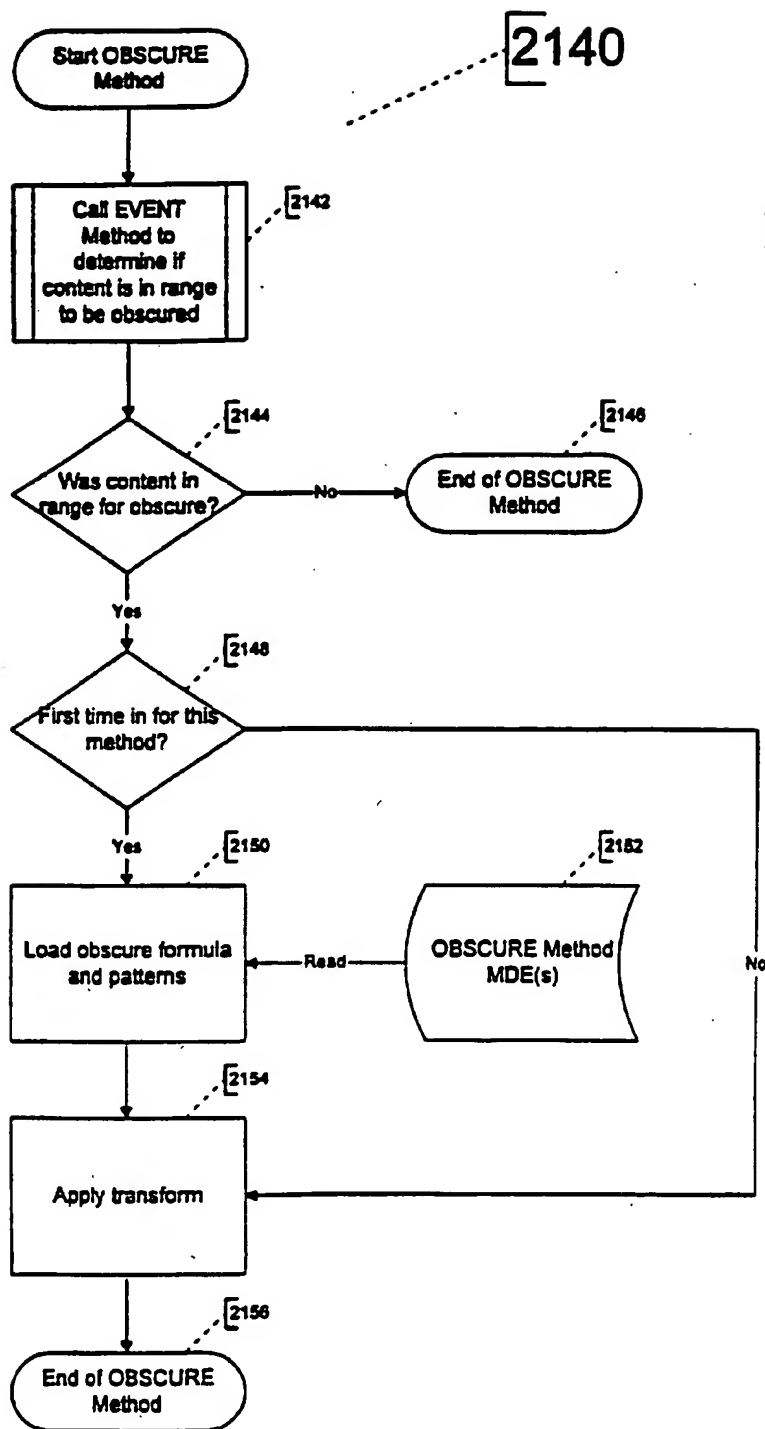 2140
Start OBSCURE
Method
2142
Call EVENT
Method to
determine if
content is in range
to be obscured
2144
Was content in
range for obscure?
No
2146
End of OBSCURE
Method
Yes
2148
First time in for this
method?
Yes
2150
Load obscure formula
and patterns
Read
2152
OBSCURE Method
MDE(s)
No
2154
Apply transform
2156
End of OBSCURE
Method